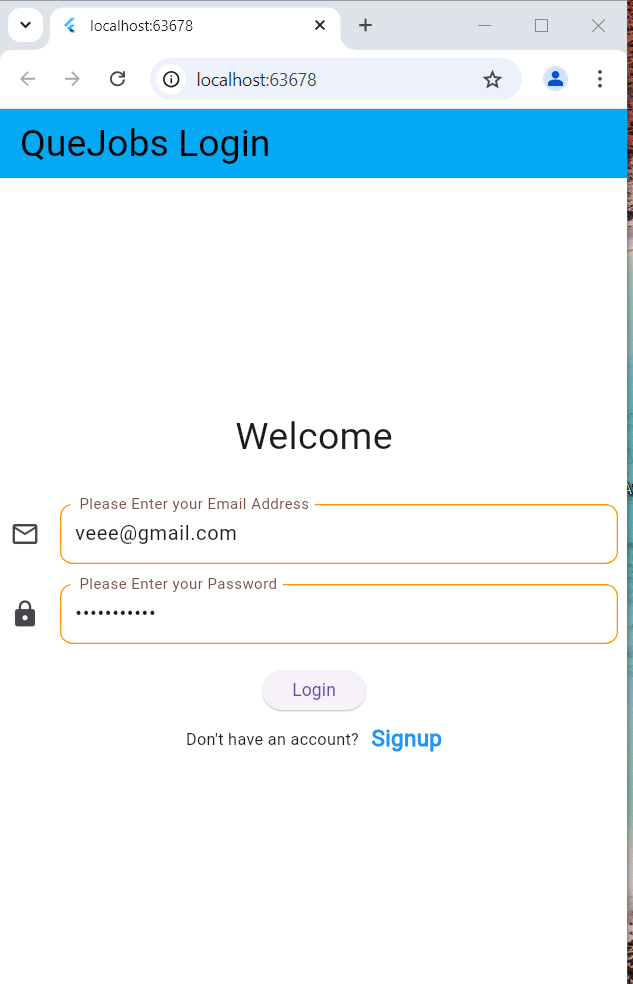 localhost:63678
localhost:63678
QueJobs Login
Welcome
Please Enter your Email Address
veee@gmail.com
Please Enter your Password
•••••••••••
Login
Don't have an account? Signup